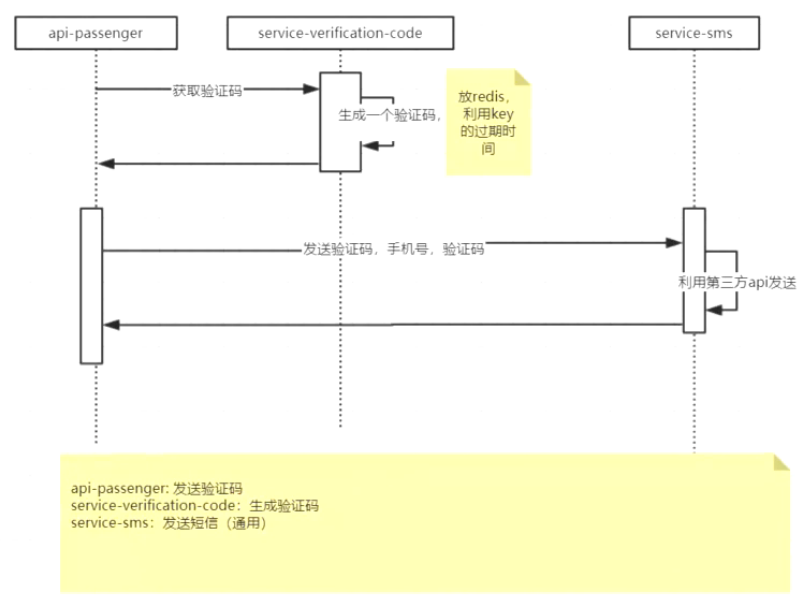 api-passenger
service-verification-code
service-sms
获取验证码
生成一个验证码，
放redis，
利用key
的过期时
间
发送验证码，手机号，验证码
利用第三方api发送
api-passenger: 发送验证码
service-verification-code：生成验证码
service-sms：发送短信（通用）